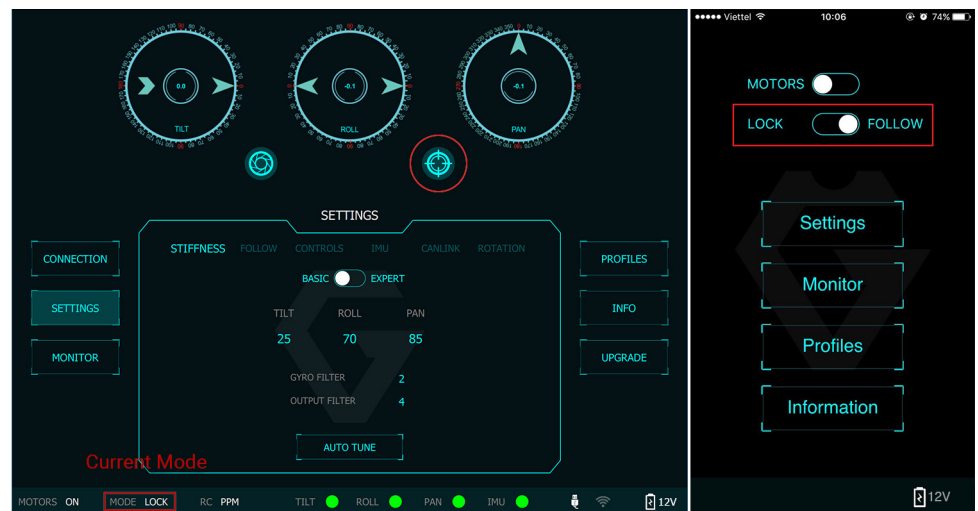 TILT
0.0
ROLL
-0.1
PAN
-0.1
SETTINGS
STIFFNESS FOLLOW CONTROLS IMU CANLINK ROTATION
BASIC EXPERT
TILT ROLL PAN
25 70 85
GYRO FILTER 2
OUTPUT FILTER 4
AUTO TUNE
CONNECTION
SETTINGS
MONITOR
PROFILES
INFO
UPGRADE
Current Mode
MOTORS ON MODE LOCK RC PPM TILT ROLL PAN IMU 12V
Viettel 10:06 74%
MOTORS
LOCK FOLLOW
Settings
Monitor
Profiles
Information
12V